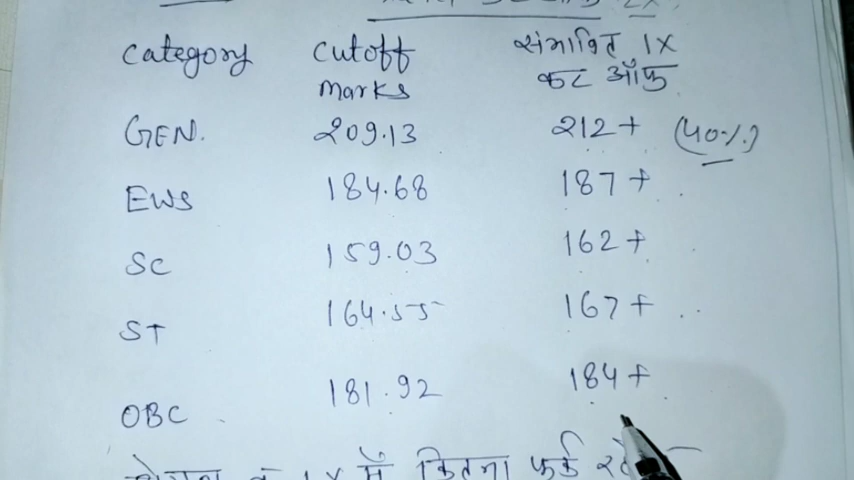 2X
Category Cutoff Marks संभावित 1X कट ऑफ
GEN. 209.13 212+ (40%)
EWS 184.68 187+
SC 159.03 162+
ST 164.55 167+
OBC 181.92 184+
1X में कितना फर्क